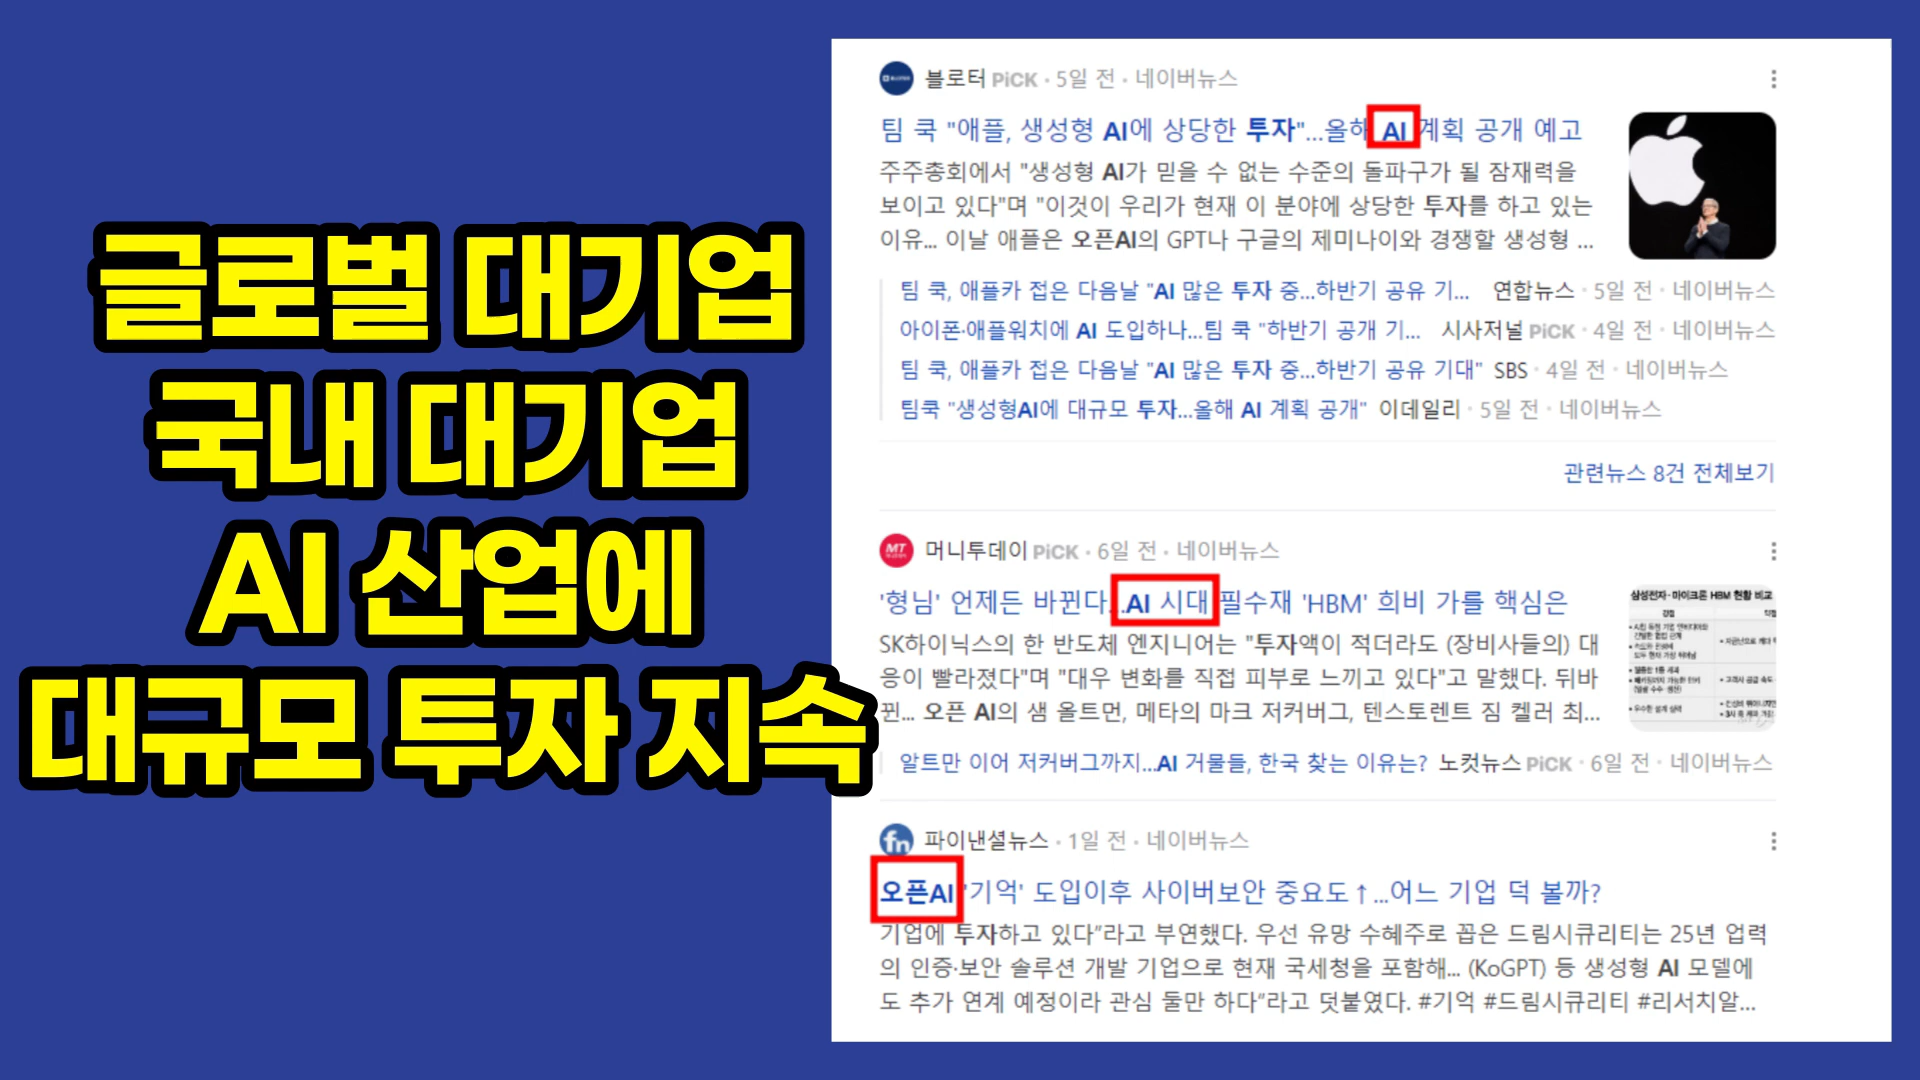 글로벌 대기업
국내 대기업
AI 산업에
대규모 투자 지속
블로터 PiCK · 5일 전 · 네이버뉴스
팀 쿡 "애플, 생성형 AI에 상당한 투자"...올해 AI 계획 공개 예고
주주총회에서 "생성형 AI가 믿을 수 없는 수준의 돌파구가 될 잠재력을
보이고 있다"며 "이것이 우리가 현재 이 분야에 상당한 투자를 하고 있는
이유... 이날 애플은 오픈AI의 GPT나 구글의 제미나이와 경쟁할 생성형 ...
팀 쿡, 애플카 접은 다음날 "AI 많은 투자 중...하반기 공유 기... 연합뉴스 · 5일 전 · 네이버뉴스
아이폰·애플워치에 AI 도입하나...팀 쿡 "하반기 공개 기... 시사저널 PiCK · 4일 전 · 네이버뉴스
팀 쿡, 애플카 접은 다음날 "AI 많은 투자 중...하반기 공유 기대" SBS · 4일 전 · 네이버뉴스
팀쿡 "생성형AI에 대규모 투자...올해 AI 계획 공개" 이데일리 · 5일 전 · 네이버뉴스
관련뉴스 8건 전체보기
MT 머니투데이 PiCK · 6일 전 · 네이버뉴스
'형님' 언제든 바뀐다...AI 시대 필수재 'HBM' 희비 가를 핵심은
SK하이닉스의 한 반도체 엔지니어는 "투자액이 적더라도 (장비사들의) 대
응이 빨라졌다"며 "대우 변화를 직접 피부로 느끼고 있다"고 말했다. 뒤바
뀐... 오픈 AI의 샘 올트먼, 메타의 마크 저커버그, 텐스토렌트 짐 켈러 최...
삼성전자·마이크론 HBM 현황 비교
강점
알트만 이어 저커버그까지...AI 거물들, 한국 찾는 이유는? 노컷뉴스 PiCK · 6일 전 · 네이버뉴스
fn 파이낸셜뉴스 · 1일 전 · 네이버뉴스
오픈AI '기억' 도입이후 사이버보안 중요도↑...어느 기업 덕 볼까?
기업에 투자하고 있다"라고 부연했다. 우선 유망 수혜주로 꼽은 드림시큐리티는 25년 업력
의 인증·보안 솔루션 개발 기업으로 현재 국세청을 포함해... (KoGPT) 등 생성형 AI 모델에
도 추가 연계 예정이라 관심 둘만 하다"라고 덧붙였다. #기억 #드림시큐리티 #리서치알...